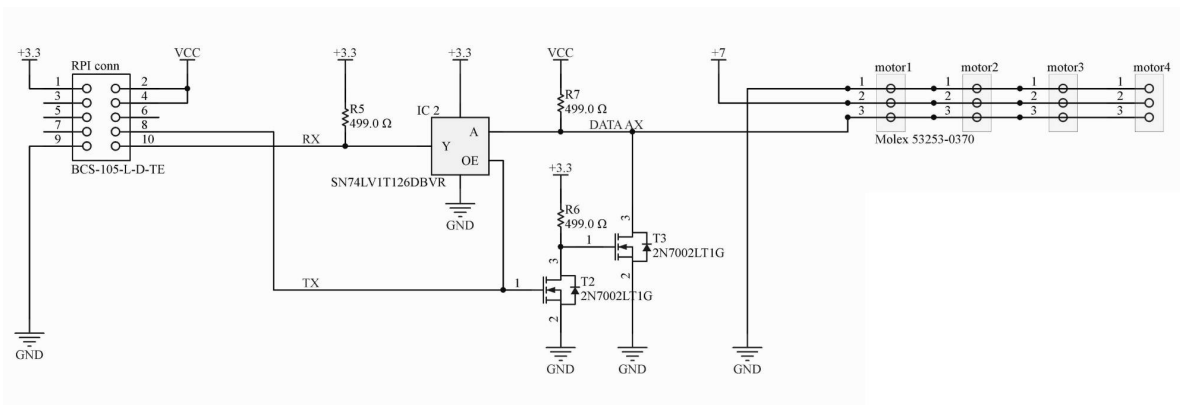 +3.3
VCC
+3.3
+3.3
VCC
+7
RPI conn
motor1
motor2
motor3
motor4
1
2
3
4
5
6
7
8
9
10
BCS-105-L-D-TE
R5
499.0 Ω
RX
IC 2
A
Y
OE
SN74LV1T126DBVR
GND
R7
499.0 Ω
DATA AX
1
2
3
1
2
3
1
2
3
1
2
3
Molex 53253-0370
+3.3
R6
499.0 Ω
3
1
T3
2N7002LT1G
2
TX
3
1
T2
2N7002LT1G
2
GND
GND
GND
GND